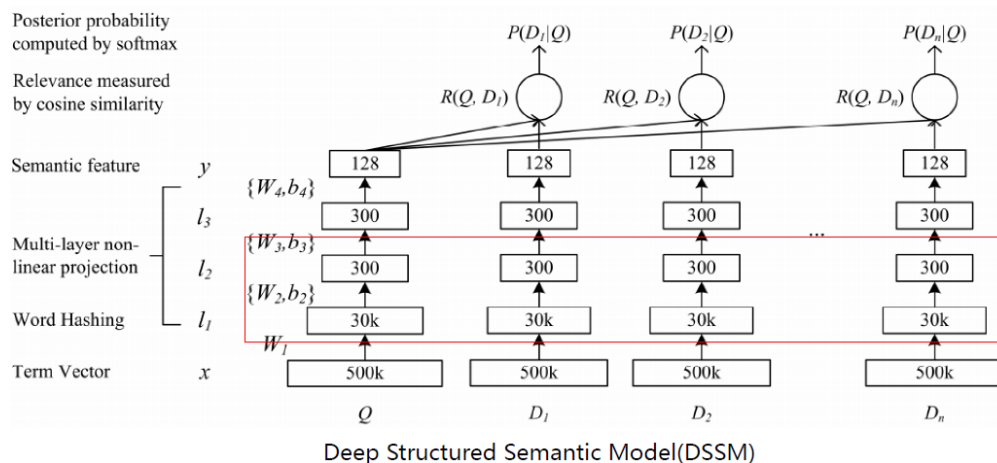 Posterior probability
computed by softmax
P(D1|Q) P(D2|Q) P(Dn|Q)
Relevance measured
by cosine similarity
R(Q, D1) R(Q, D2) R(Q, Dn)
Semantic feature y 128 128 128 128
{W4,b4}
l3 300 300 300 300
...
{W3,b3}
Multi-layer non-
linear projection
l2 300 300 300 300
{W2,b2}
Word Hashing l1 30k 30k 30k 30k
W1
Term Vector x 500k 500k 500k 500k
Q D1 D2 Dn
Deep Structured Semantic Model(DSSM)